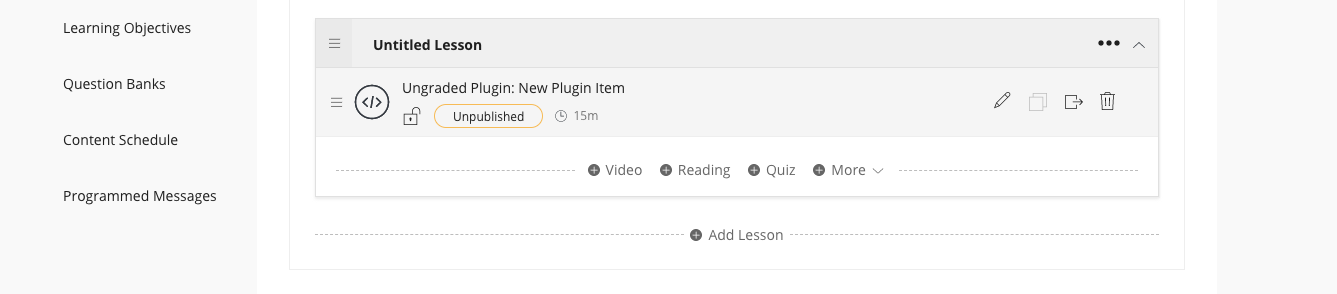 Learning Objectives
Question Banks
Content Schedule
Programmed Messages
Untitled Lesson
Ungraded Plugin: New Plugin Item
Unpublished 15m
Video Reading Quiz More
Add Lesson